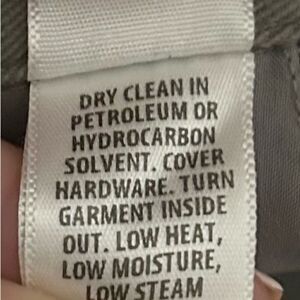 DRY CLEAN IN
PETROLEUM OR
HYDROCARBON
SOLVENT. COVER
HARDWARE. TURN
GARMENT INSIDE
OUT. LOW HEAT,
LOW MOISTURE,
LOW STEAM